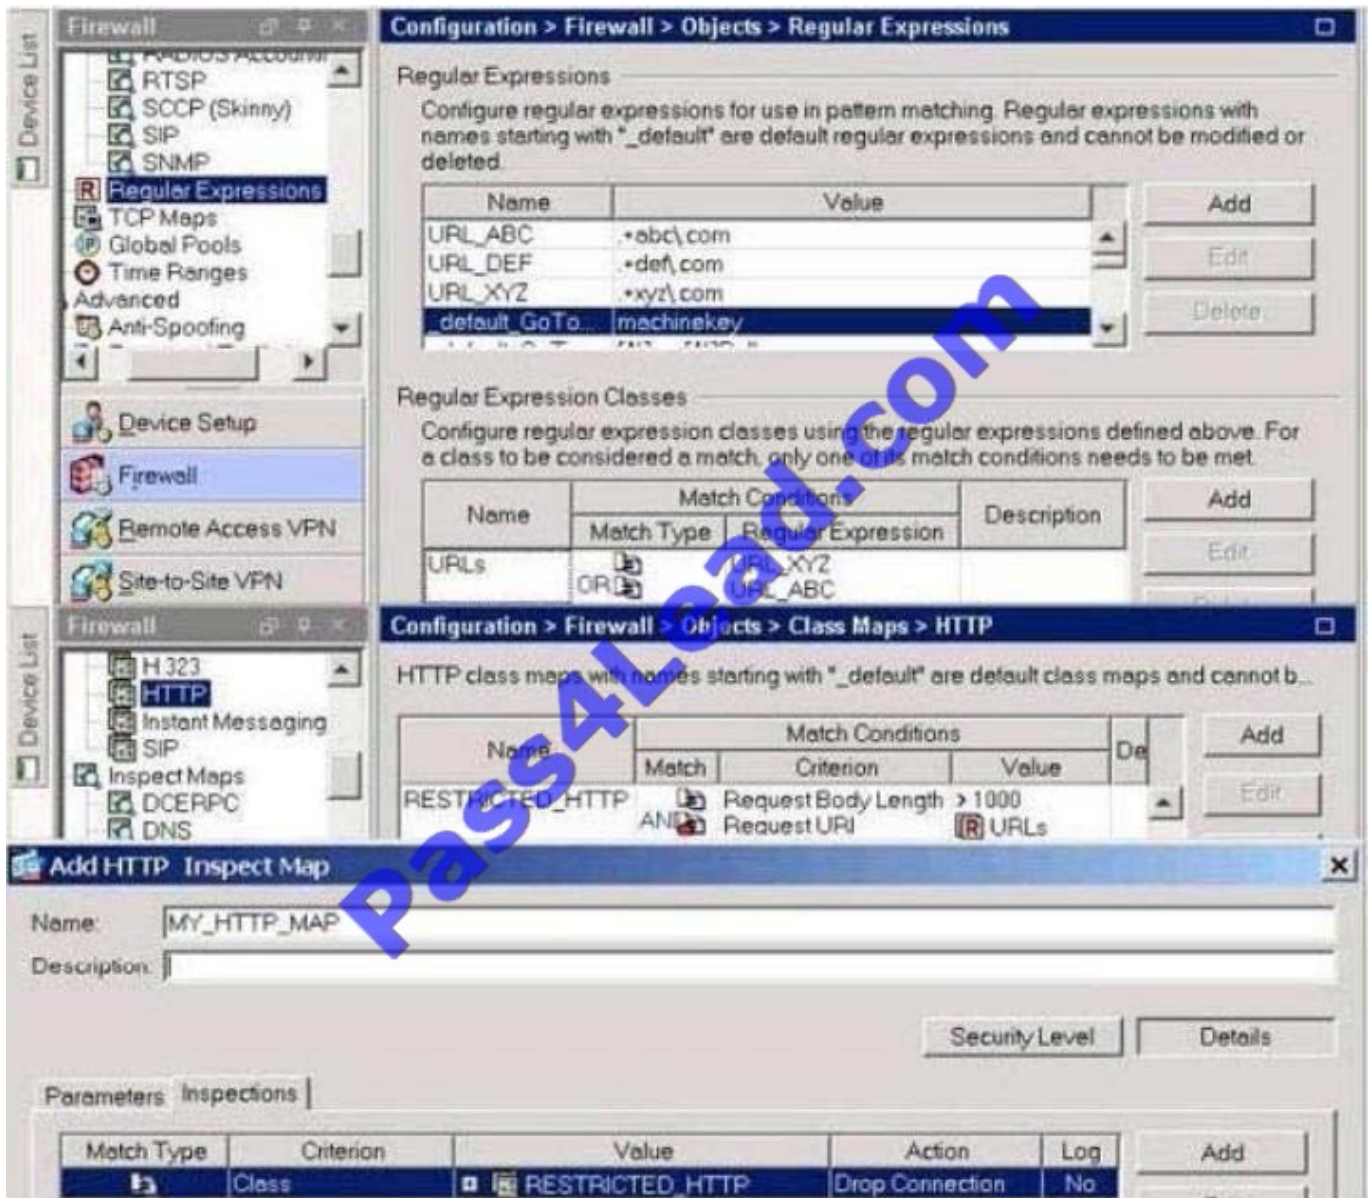 Device List
Firewall
RADIUS Accountin
RTSP
SCCP (Skinny)
SIP
SNMP
R Regular Expressions
TCP Maps
Global Pools
Time Ranges
Advanced
Anti-Spoofing
Device Setup
Firewall
Remote Access VPN
Site-to-Site VPN
Configuration > Firewall > Objects > Regular Expressions
Regular Expressions
Configure regular expressions for use in pattern matching. Regular expressions with
names starting with "_default" are default regular expressions and cannot be modified or
deleted.
Name Value
URL_ABC .+abc\.com
URL_DEF .+def\.com
URL_XYZ .+xyz\.com
_default_GoTo... machinekey
Add
Edit
Delete
Regular Expression Classes
Configure regular expression classes using the regular expressions defined above. For
a class to be considered a match, only one of its match conditions needs to be met.
Name Match Conditions Description
Match Type Regular Expression
URLs URL_XYZ
OR URL_ABC
Add
Edit
Device List
Firewall
H.323
HTTP
Instant Messaging
SIP
Inspect Maps
DCERPC
DNS
Configuration > Firewall > Objects > Class Maps > HTTP
HTTP class maps with names starting with "_default" are default class maps and cannot b...
Name Match Conditions De
Match Criterion Value
RESTRICTED_HTTP Request Body Length > 1000
AND Request URI R URLs
Add
Edit
Add HTTP Inspect Map
Name: MY_HTTP_MAP
Description:
Security Level Details
Parameters Inspections
Match Type Criterion Value Action Log
Class RESTRICTED_HTTP Drop Connection No
Add
Pass4Lead.com